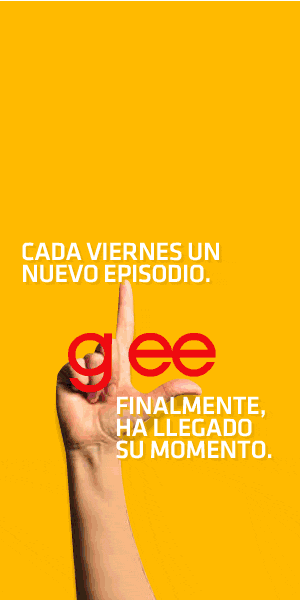 CADA VIERNES UN
NUEVO EPISODIO.
glee
FINALMENTE,
HA LLEGADO
SU MOMENTO.